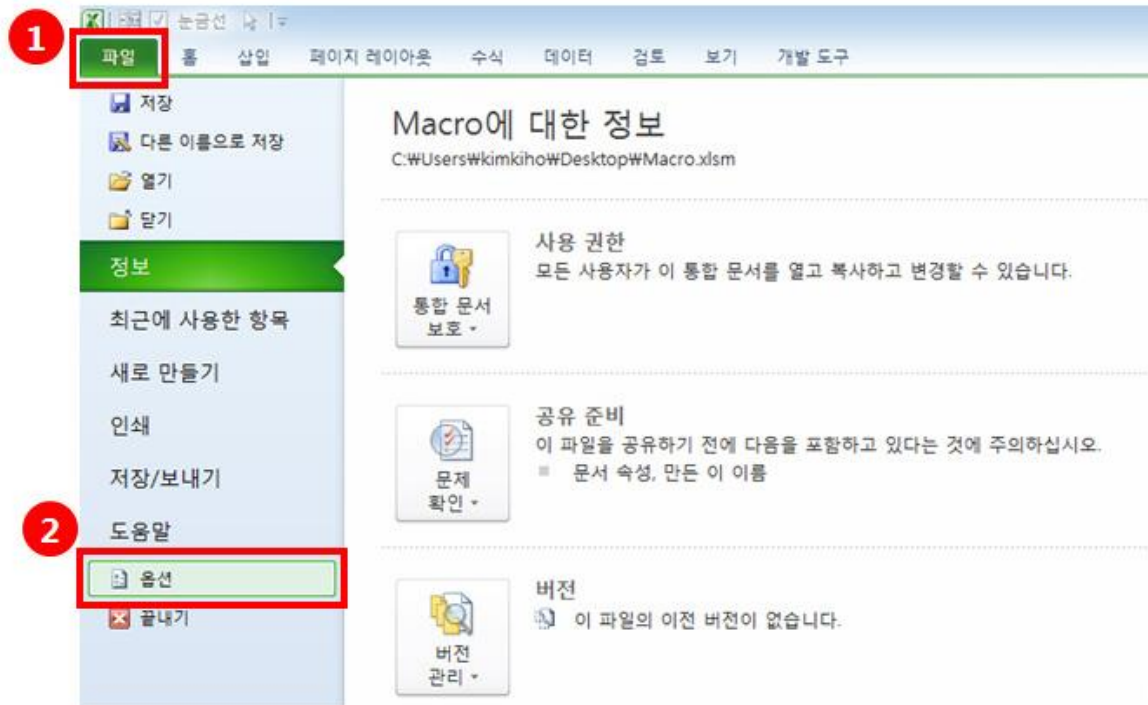 눈금선
1
파일 홈 삽입 페이지 레이아웃 수식 데이터 검토 보기 개발 도구
저장
다른 이름으로 저장
열기
닫기
정보
최근에 사용한 항목
새로 만들기
인쇄
저장/보내기
도움말
2
옵션
끝내기
Macro에 대한 정보
C:₩Users₩kimkiho₩Desktop₩Macro.xlsm
통합 문서
보호
사용 권한
모든 사용자가 이 통합 문서를 열고 복사하고 변경할 수 있습니다.
문제
확인
공유 준비
이 파일을 공유하기 전에 다음을 포함하고 있다는 것에 주의하십시오.
문서 속성, 만든 이 이름
버전
관리
버전
이 파일의 이전 버전이 없습니다.